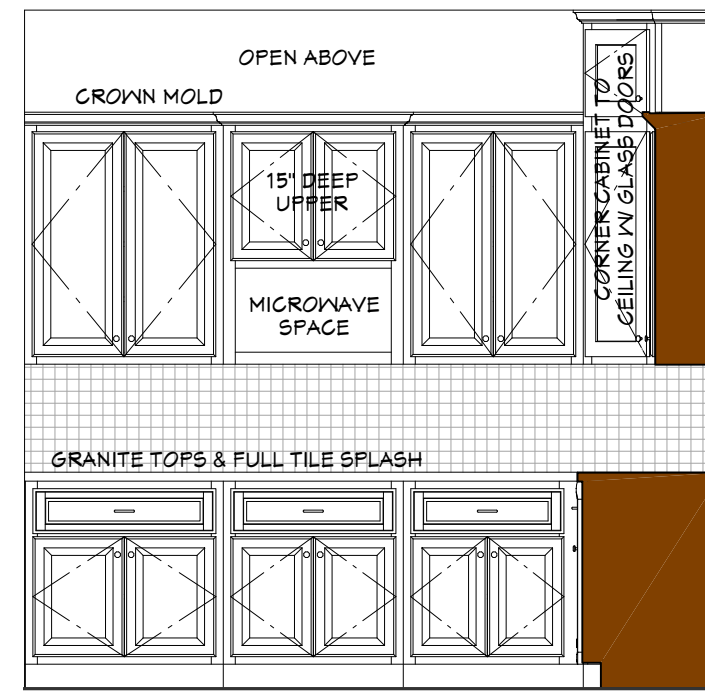 OPEN ABOVE
CROWN MOLD
15" DEEP
UPPER
MICROWAVE
SPACE
CORNER CABINET TO
CEILING W/ GLASS DOORS
GRANITE TOPS & FULL TILE SPLASH